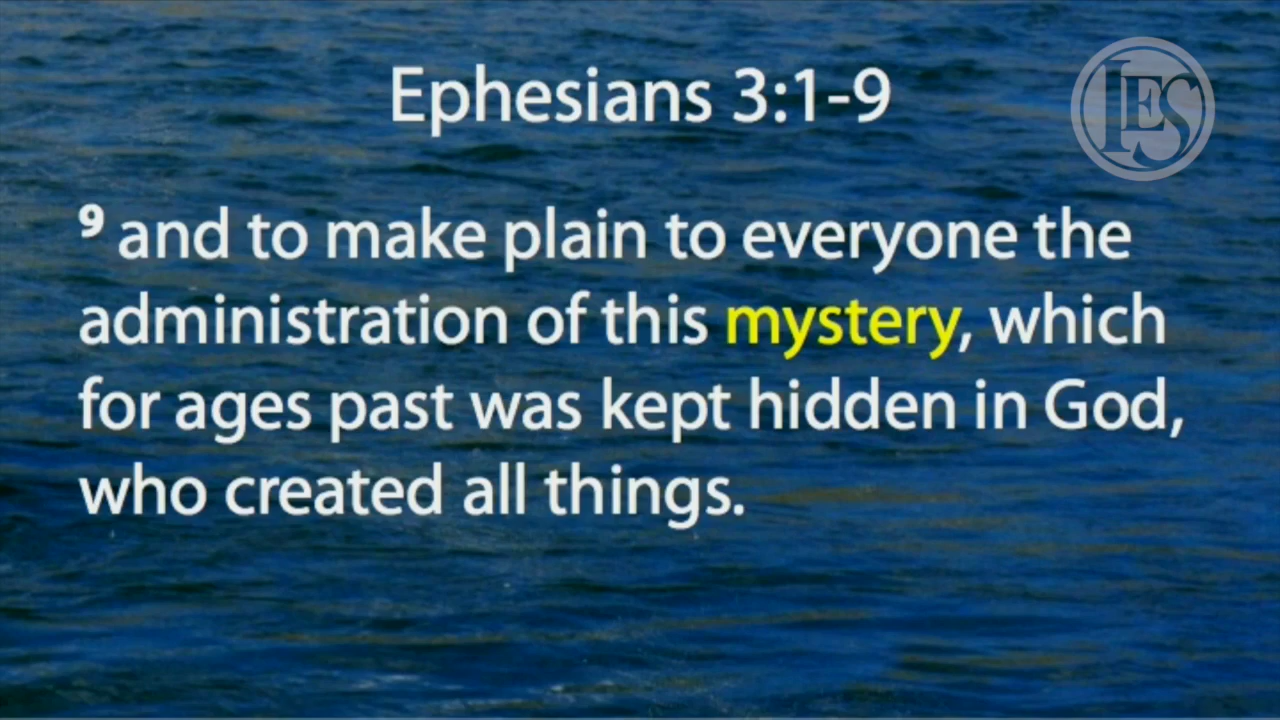 Ephesians 3:1-9
IES
9 and to make plain to everyone the
administration of this mystery, which
for ages past was kept hidden in God,
who created all things.